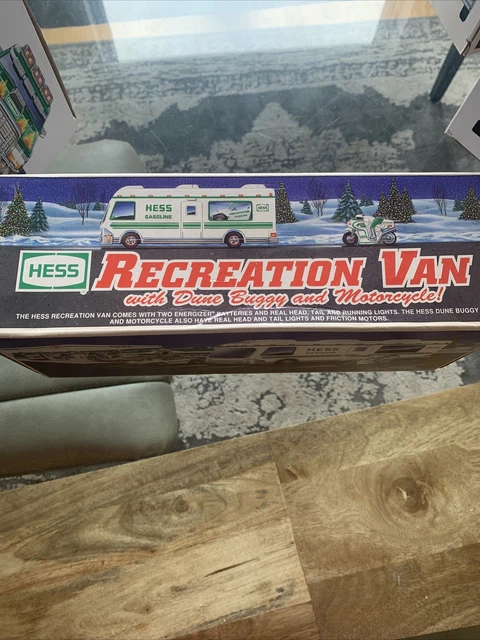 HESS
GASOLINE
HESS
RECREATION VAN
with Dune Buggy and Motorcycle!
THE HESS RECREATION VAN COMES WITH TWO ENERGIZER® BATTERIES AND REAL HEAD, TAIL AND RUNNING LIGHTS. THE HESS DUNE BUGGY
AND MOTORCYCLE ALSO HAVE REAL HEAD AND TAIL LIGHTS AND FRICTION MOTORS.